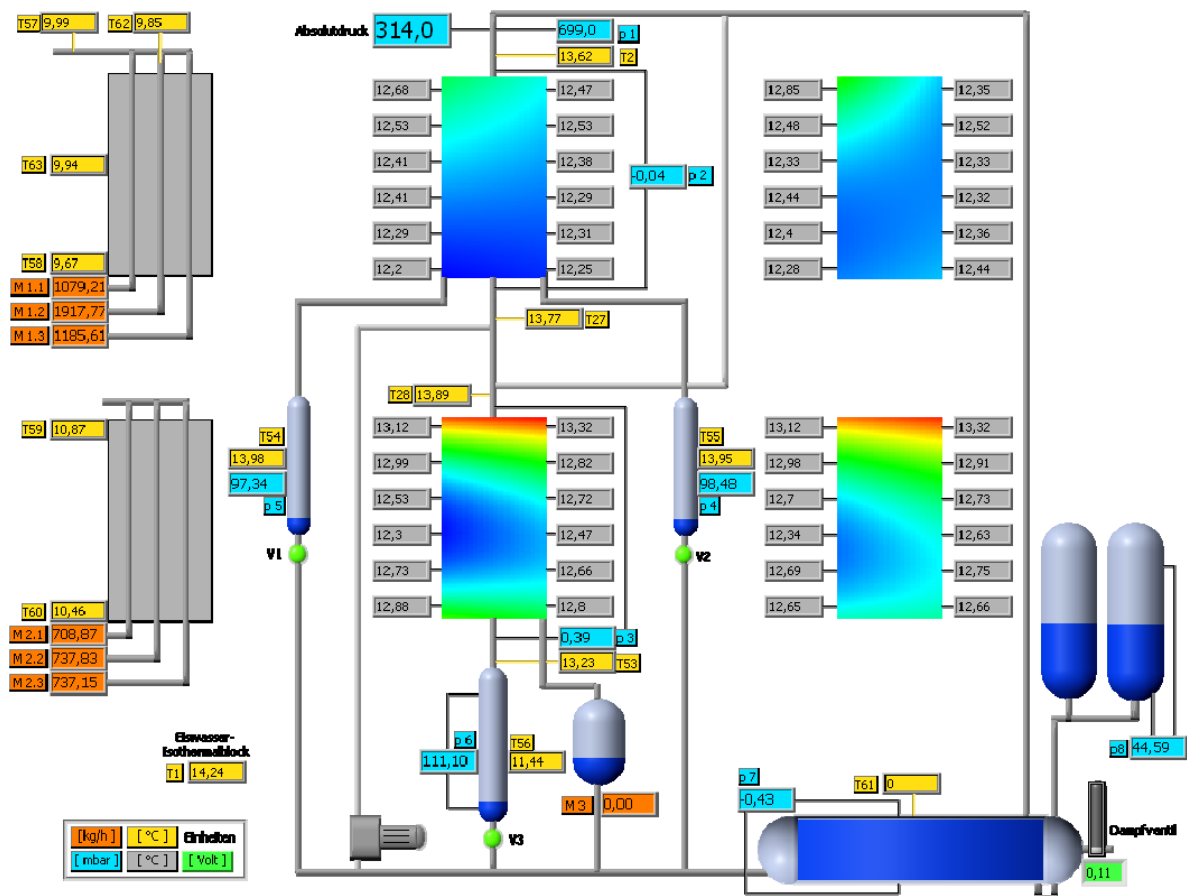 T57 9,99 T62 9,85
Absolutdruck 314,0 699,0 p 1
13,62 T2
12,68 12,47 12,85 12,35
12,53 12,53 12,48 12,52
T63 9,94 12,41 12,38 12,33 12,33
-0,04 p 2
12,41 12,29 12,44 12,32
12,29 12,31 12,4 12,36
T58 9,67 12,2 12,25 12,28 12,44
M 1.1 1079,21
M 1.2 1917,77
13,77 T27
M 1.3 1185,61
T28 13,89
T59 10,87 13,12 13,32 13,12 13,32
T54 T55
13,98 12,99 12,82 13,95 12,98 12,91
97,34 98,48
p 5 12,53 12,72 p 4 12,7 12,73
V1 12,3 12,47 V2 12,34 12,63
12,73 12,66 12,69 12,75
T60 10,46 12,88 12,8 12,65 12,66
M 2.1 708,87
0,39 p 3
M 2.2 737,83
13,23 T53
M 2.3 737,15
Eiswasser-
Isothermalblock
p 6 T56
111,10 11,44
p8 44,59
T1 14,24
p 7 T61 0
-0,43
M 3 0,00
[kg/h] [ °C ] Einheiten
[ mbar ] [ °C ] [ Volt ]
V3
Dampfventil
0,11